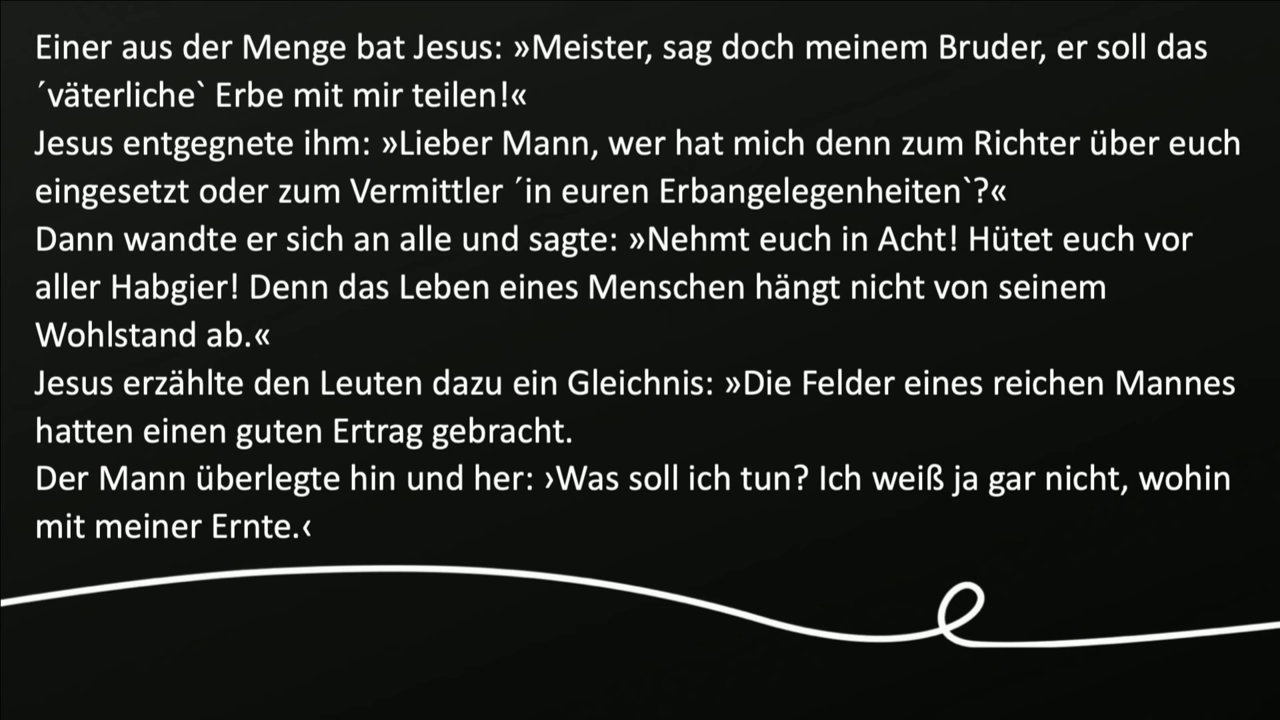 Einer aus der Menge bat Jesus: »Meister, sag doch meinem Bruder, er soll das
´väterliche` Erbe mit mir teilen!«
Jesus entgegnete ihm: »Lieber Mann, wer hat mich denn zum Richter über euch
eingesetzt oder zum Vermittler ´in euren Erbangelegenheiten`?«
Dann wandte er sich an alle und sagte: »Nehmt euch in Acht! Hütet euch vor
aller Habgier! Denn das Leben eines Menschen hängt nicht von seinem
Wohlstand ab.«
Jesus erzählte den Leuten dazu ein Gleichnis: »Die Felder eines reichen Mannes
hatten einen guten Ertrag gebracht.
Der Mann überlegte hin und her: ›Was soll ich tun? Ich weiß ja gar nicht, wohin
mit meiner Ernte.‹